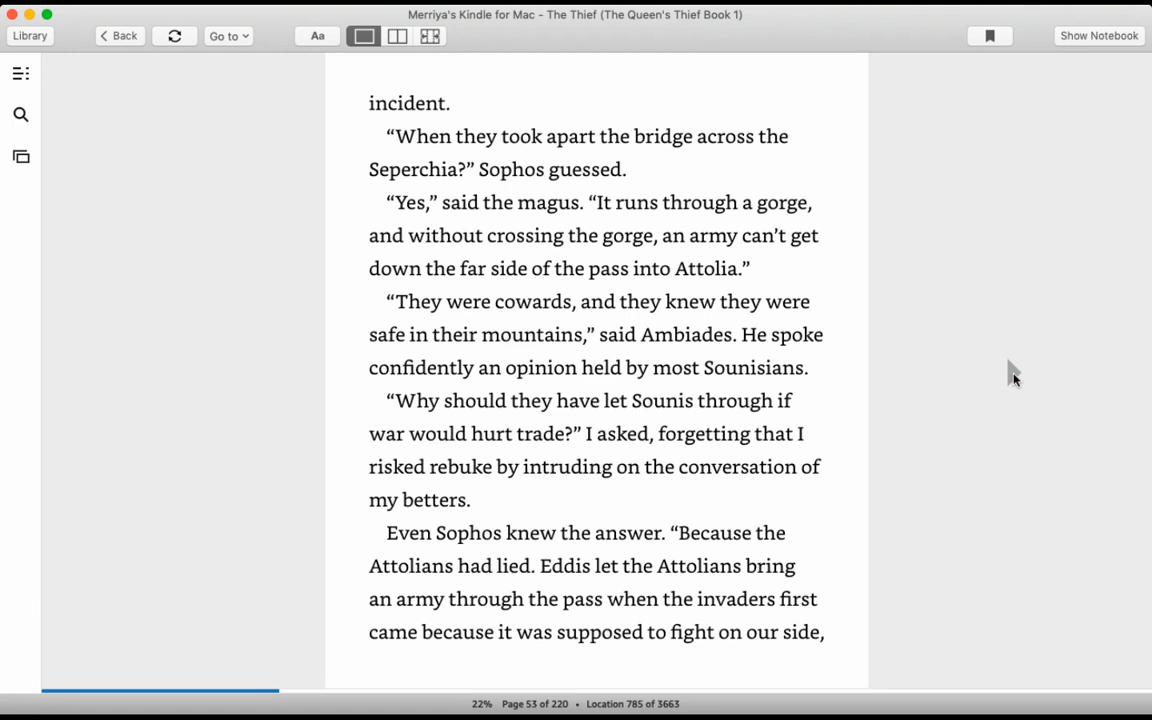 Merriya's Kindle for Mac - The Thief (The Queen's Thief Book 1)
Library
Back
Go to
Aa
Show Notebook
incident.
“When they took apart the bridge across the
Seperchia?” Sophos guessed.
“Yes,” said the magus. “It runs through a gorge,
and without crossing the gorge, an army can’t get
down the far side of the pass into Attolia.”
“They were cowards, and they knew they were
safe in their mountains,” said Ambiades. He spoke
confidently an opinion held by most Sounisians.
“Why should they have let Sounis through if
war would hurt trade?” I asked, forgetting that I
risked rebuke by intruding on the conversation of
my betters.
Even Sophos knew the answer. “Because the
Attolians had lied. Eddis let the Attolians bring
an army through the pass when the invaders first
came because it was supposed to fight on our side,
22% Page 53 of 220 • Location 785 of 3663